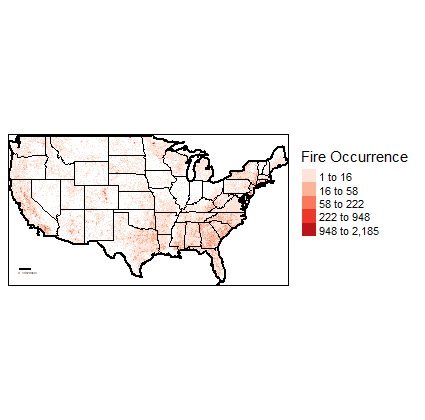 Fire Occurrence
1 to 16
16 to 58
58 to 222
222 to 948
948 to 2,185